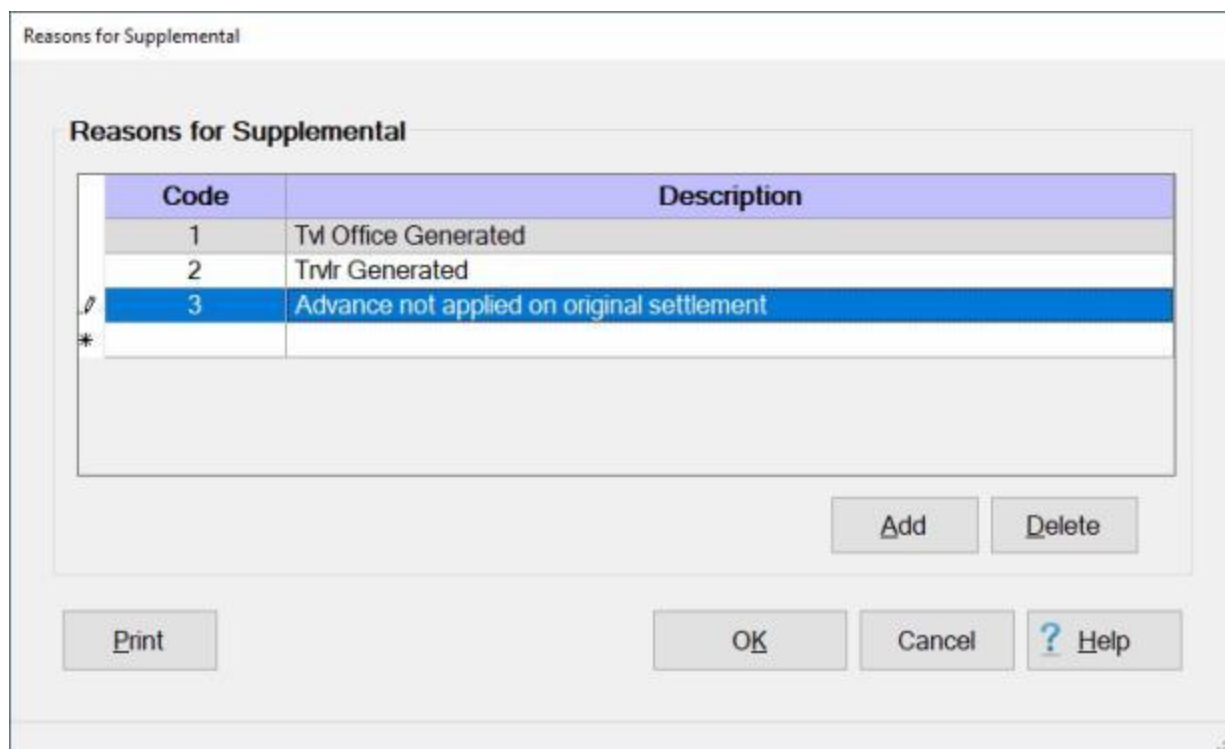 Reasons for Supplemental
Reasons for Supplemental
Code Description
1 Tvl Office Generated
2 Trvlr Generated
3 Advance not applied on original settlement
*
Add Delete
Print OK Cancel ? Help